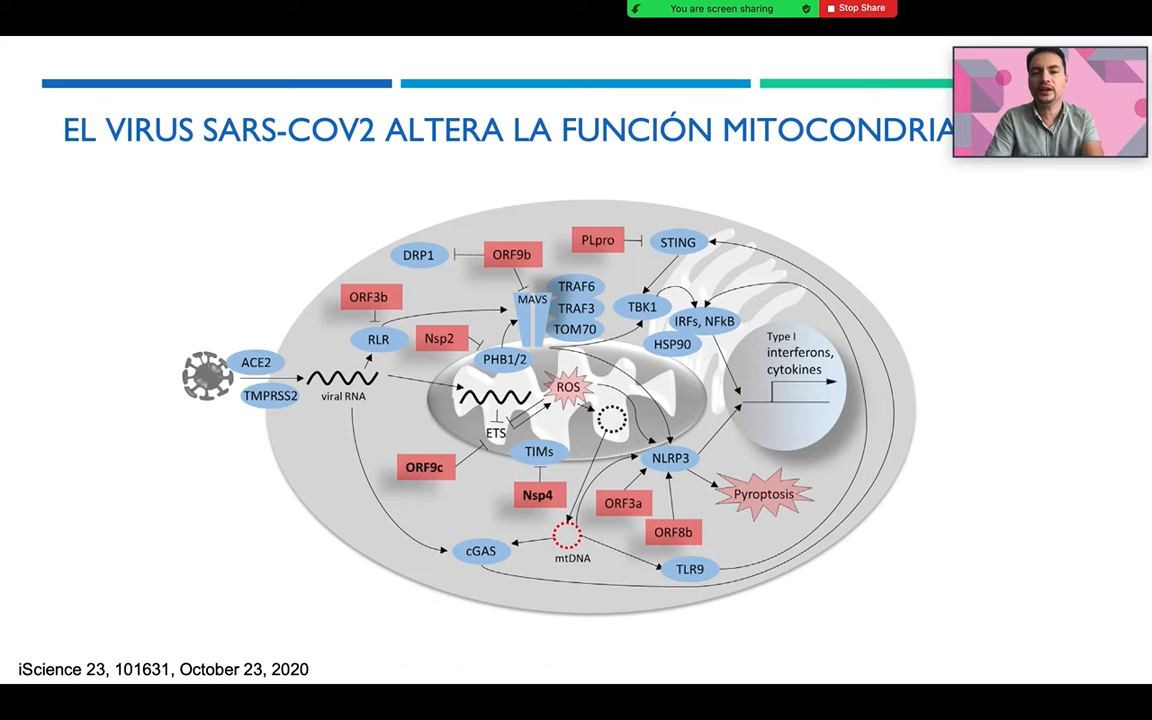 You are screen sharing
Stop Share
EL VIRUS SARS-COV2 ALTERA LA FUNCIÓN MITOCONDRIA
PLpro
STING
DRP1
ORF9b
TRAF6
ORF3b
MAVS
TRAF3
TBK1
IRFs, NFkB
TOM70
RLR
Nsp2
HSP90
Type I
interferons,
cytokines
PHB1/2
ACE2
TMPRSS2
viral RNA
ROS
ETS
TIMs
NLRP3
ORF9c
Nsp4
ORF3a
Pyroptosis
ORF8b
cGAS
mtDNA
TLR9
iScience 23, 101631, October 23, 2020